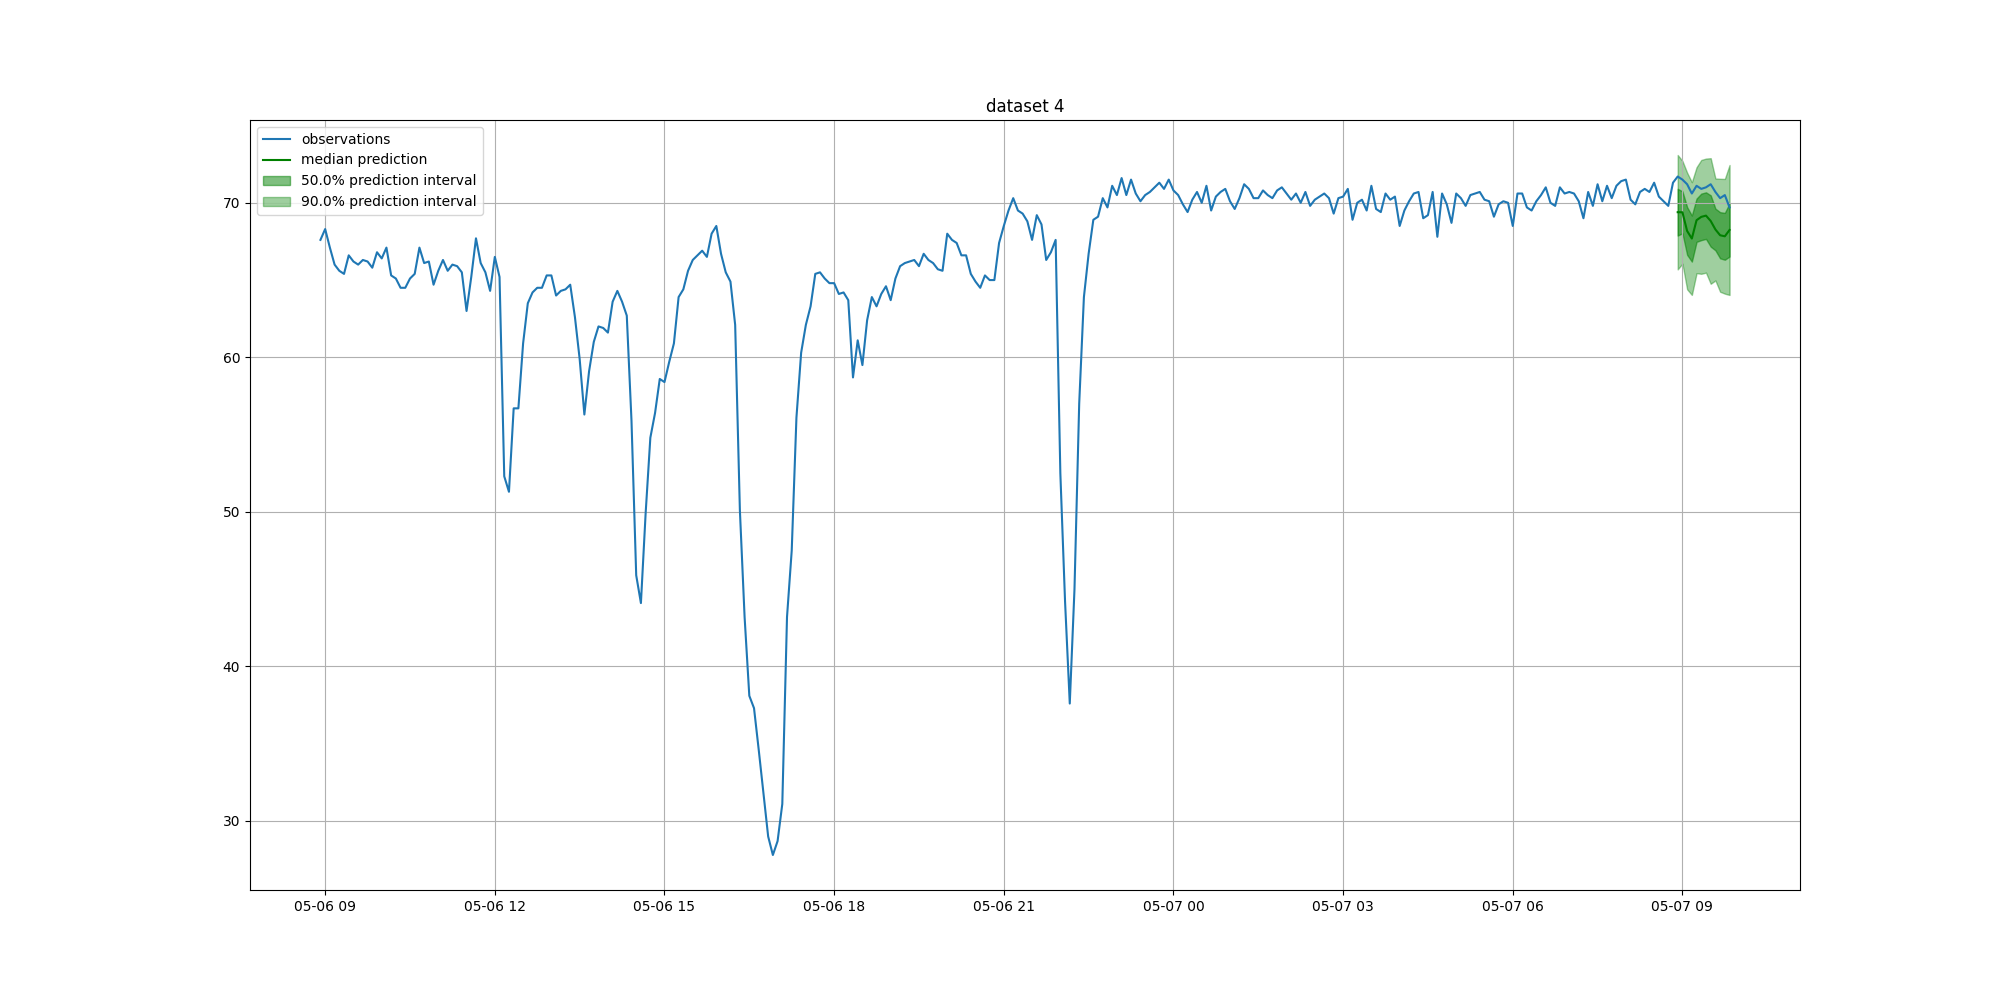 dataset 4
observations
median prediction
50.0% prediction interval
90.0% prediction interval
70
60
50
40
30
05-06 09 05-06 12 05-06 15 05-06 18 05-06 21 05-07 00 05-07 03 05-07 06 05-07 09